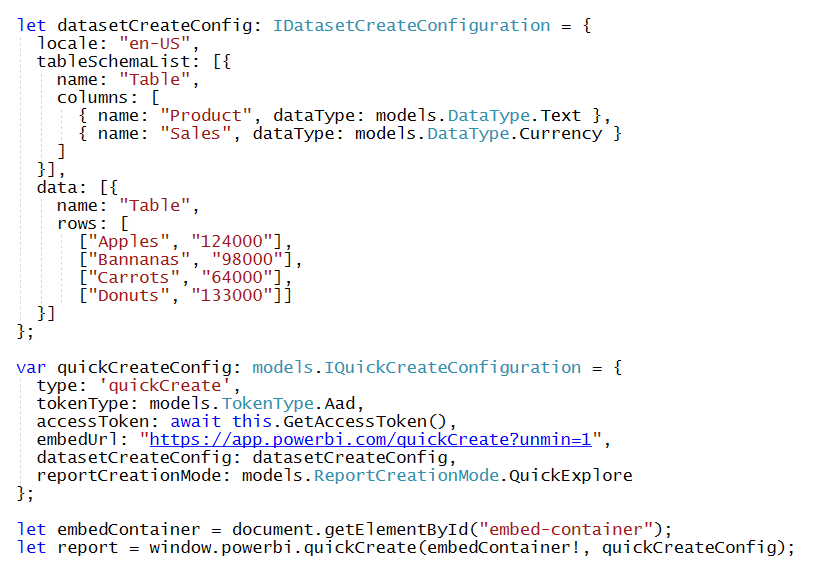 let datasetCreateConfig: IDatasetCreateConfiguration = {
  locale: "en-US",
  tableSchemaList: [{
    name: "Table",
    columns: [
      { name: "Product", dataType: models.DataType.Text },
      { name: "Sales", dataType: models.DataType.Currency }
    ]
  }],
  data: [{
    name: "Table",
    rows: [
      ["Apples", "124000"],
      ["Bannanas", "98000"],
      ["Carrots", "64000"],
      ["Donuts", "133000"]]
  }]
};

var quickCreateConfig: models.IQuickCreateConfiguration = {
  type: 'quickCreate',
  tokenType: models.TokenType.Aad,
  accessToken: await this.GetAccessToken(),
  embedUrl: "https://app.powerbi.com/quickCreate?unmin=1",
  datasetCreateConfig: datasetCreateConfig,
  reportCreationMode: models.ReportCreationMode.QuickExplore
};

let embedContainer = document.getElementById("embed-container");
let report = window.powerbi.quickCreate(embedContainer!, quickCreateConfig);